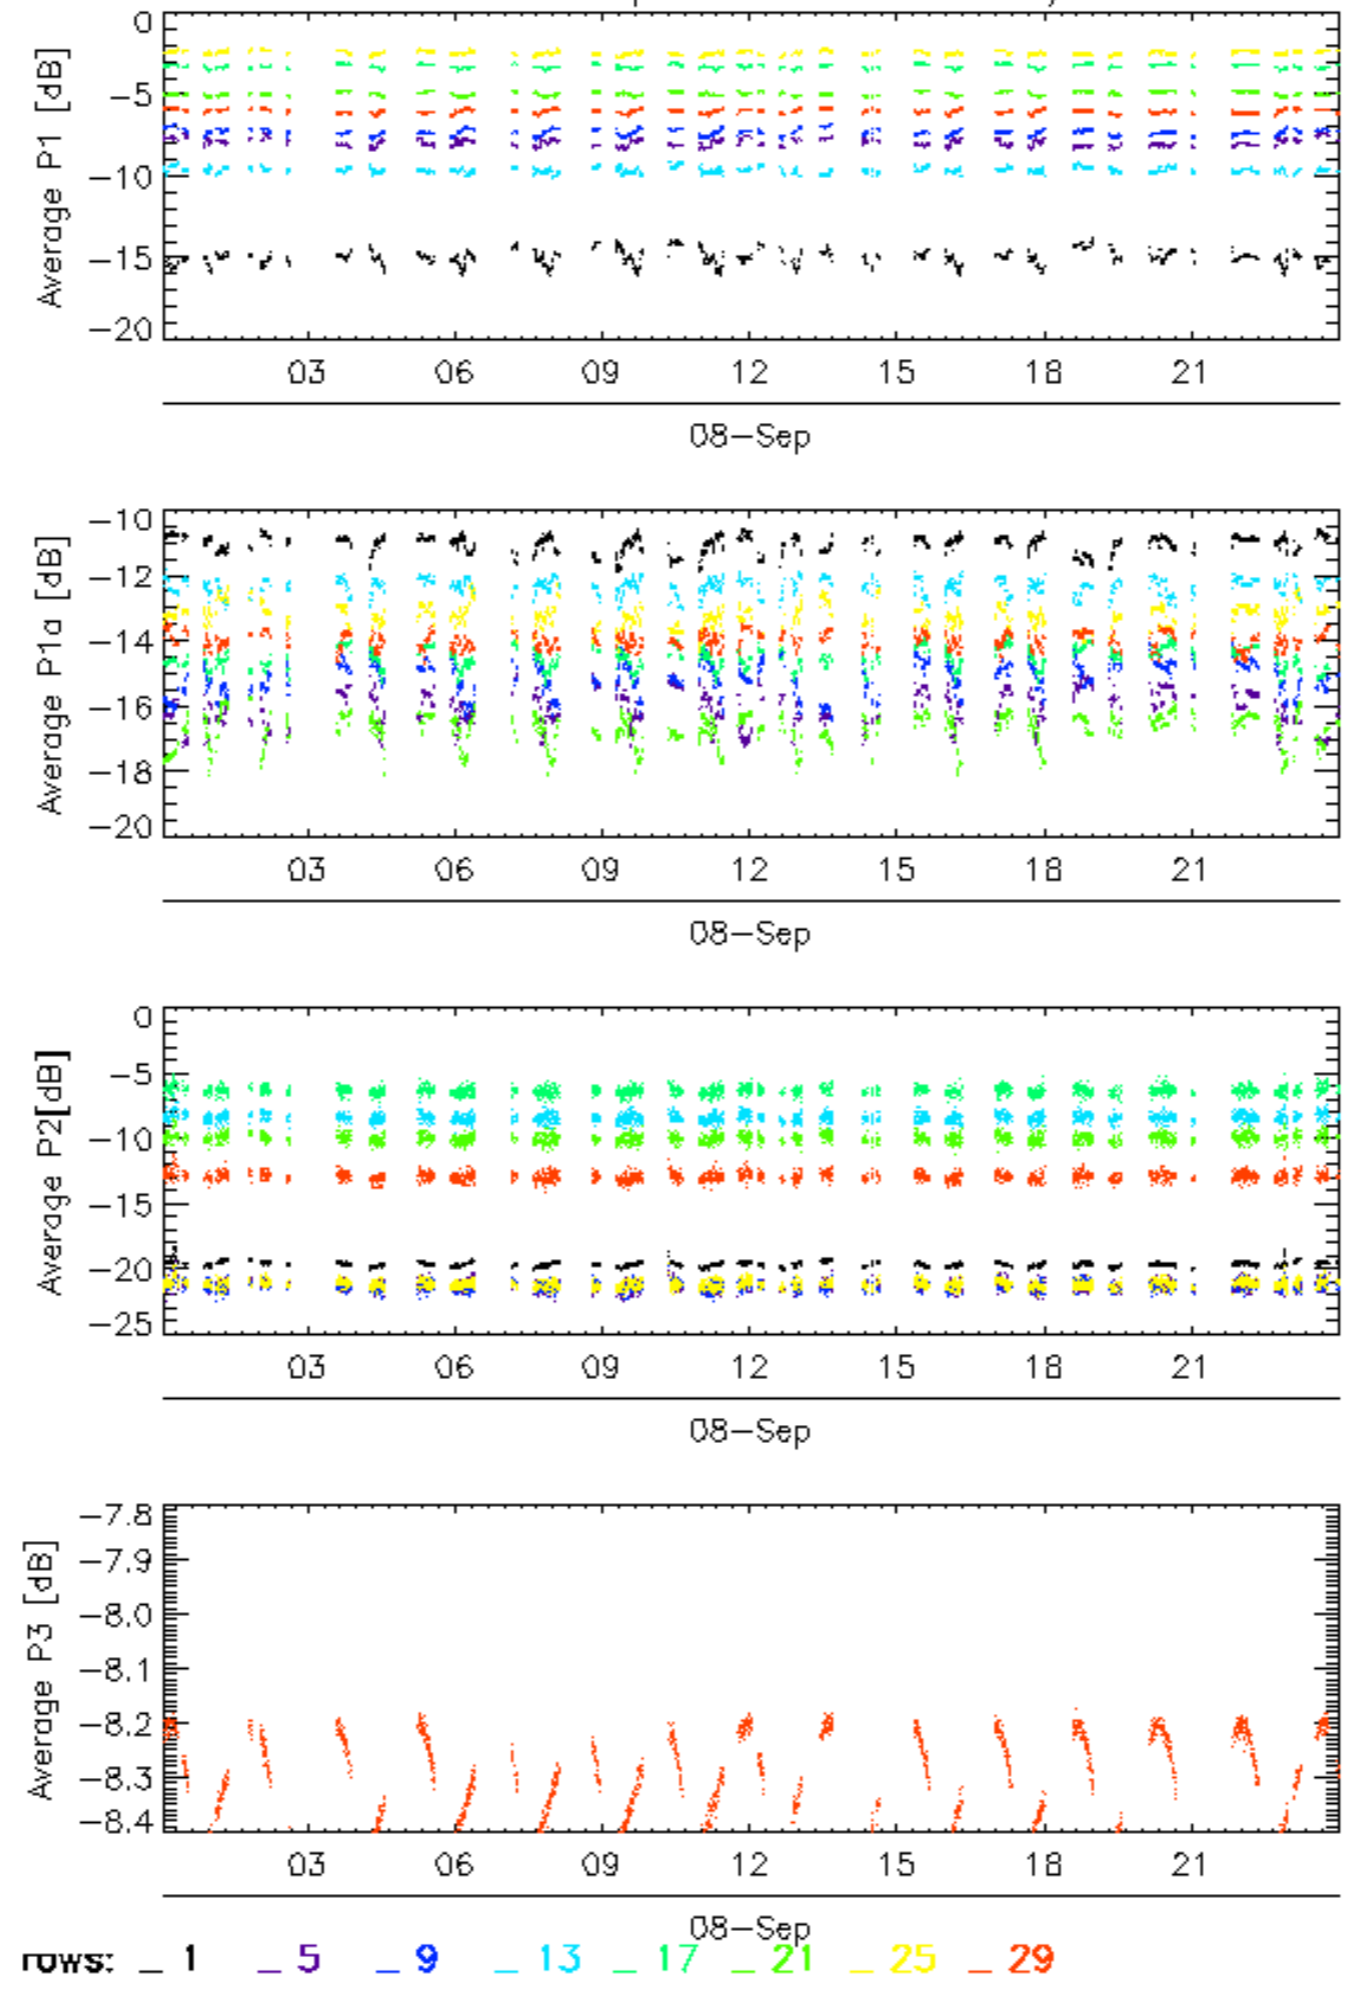 Average P1 [dB]
0
−5
−10
−15
−20
03 06 09 12 15 18 21
08−Sep
Average P1a [dB]
−10
−12
−14
−16
−18
−20
03 06 09 12 15 18 21
08−Sep
Average P2[dB]
0
−5
−10
−15
−20
−25
03 06 09 12 15 18 21
08−Sep
Average P3 [dB]
−7.8
−7.9
−8.0
−8.1
−8.2
−8.3
−8.4
03 06 09 12 15 18 21
08−Sep
rows: _ 1 _ 5 _ 9 _ 13 _ 17 _ 21 _ 25 _ 29